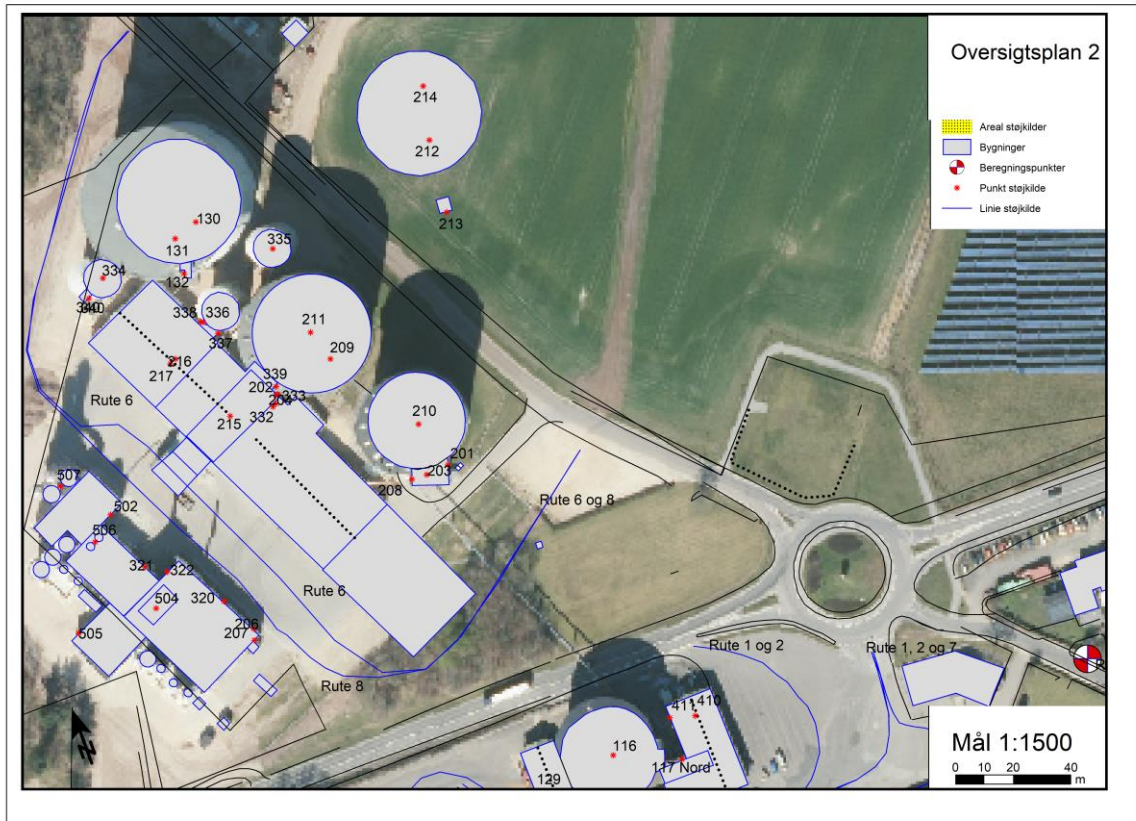 Oversigtsplan 2
Areal støjkilder
Bygninger
Beregningspunkter
Punkt støjkilde
Linie støjkilde
214
212
213
130
131
132
335
334
340
338
336
337
211
209
216
217
339
202
333
332
215
210
201
203
208
Rute 6
Rute 6 og 8
507
502
506
321
322
504
320
505
206
207
Rute 6
Rute 8
Rute 1 og 2
Rute 1, 2 og 7
411
410
116
117 Nord
129
N
Mål 1:1500
0 10 20 40
m